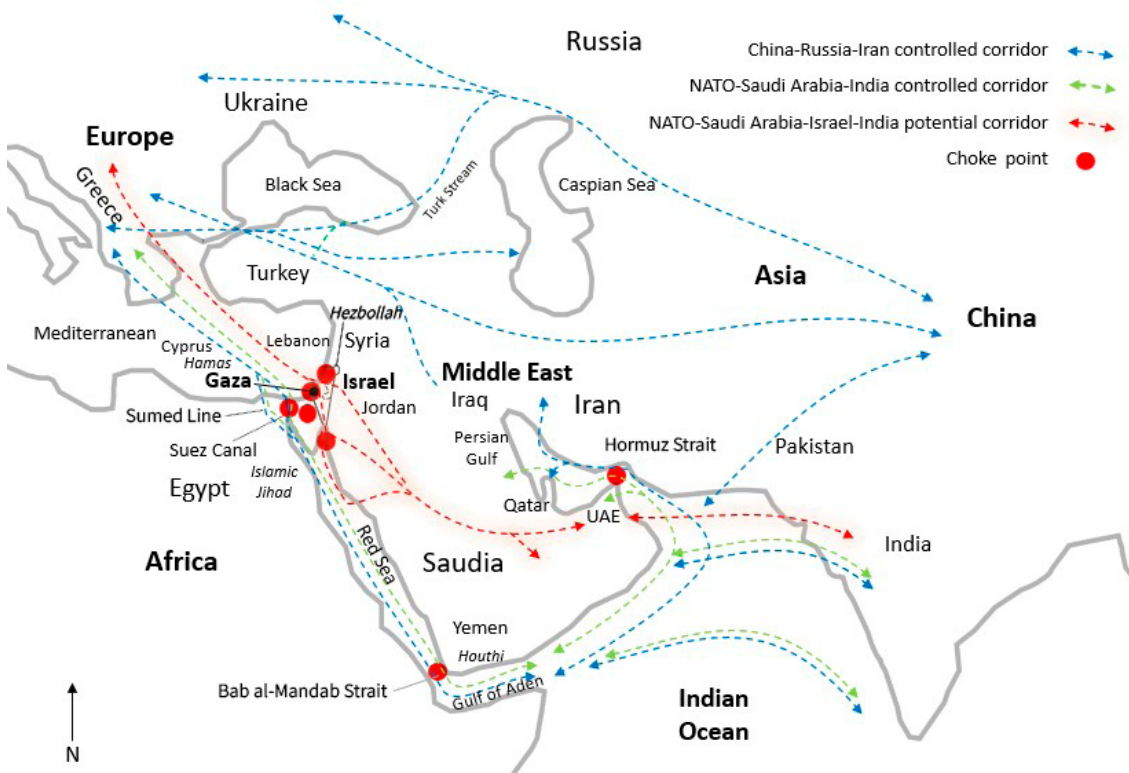 Russia
China-Russia-Iran controlled corridor
NATO-Saudi Arabia-India controlled corridor
NATO-Saudi Arabia-Israel-India potential corridor
Choke point
Ukraine
Europe
Greece
Black Sea
Turk Stream
Caspian Sea
Turkey
Asia
China
Mediterranean
Cyprus
Hamas
Lebanon
Hezbollah
Syria
Gaza
Israel
Jordan
Middle East
Iraq
Iran
Sumed Line
Suez Canal
Persian
Gulf
Hormuz Strait
Pakistan
Egypt
Islamic
Jihad
Qatar
UAE
India
Africa
Red Sea
Saudia
Yemen
Houthi
Bab al-Mandab Strait
Gulf of Aden
Indian
Ocean
N